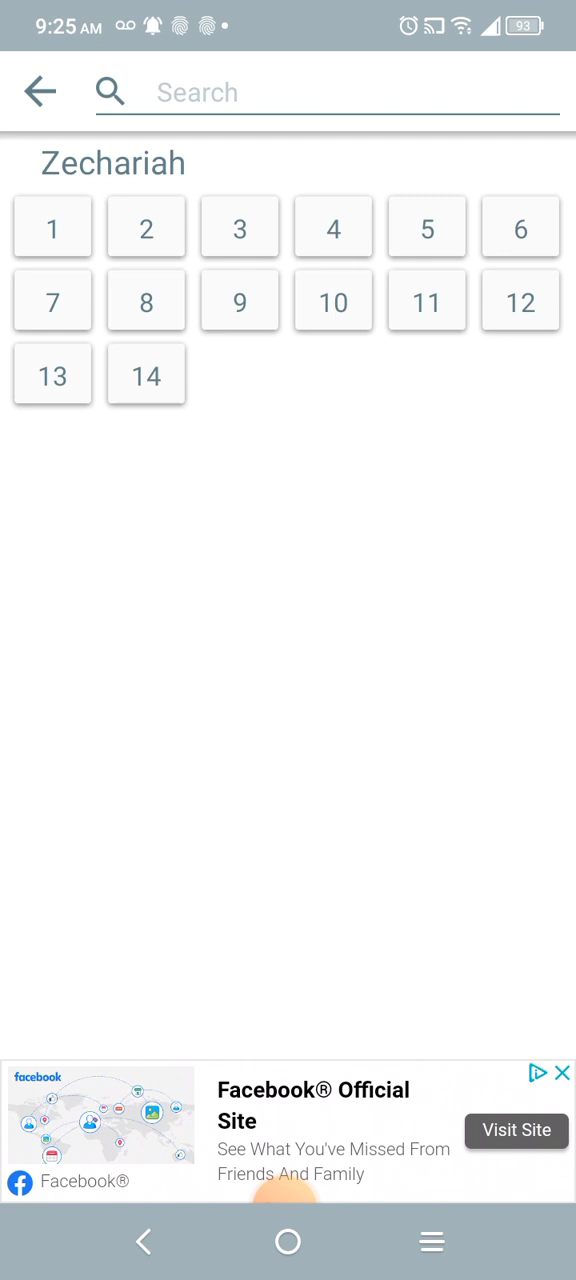 9:25 AM
93
Search
Zechariah
1 2 3 4 5 6
7 8 9 10 11 12
13 14
facebook
Facebook® Official
Site
See What You've Missed From
Friends And Family
Visit Site
Facebook®